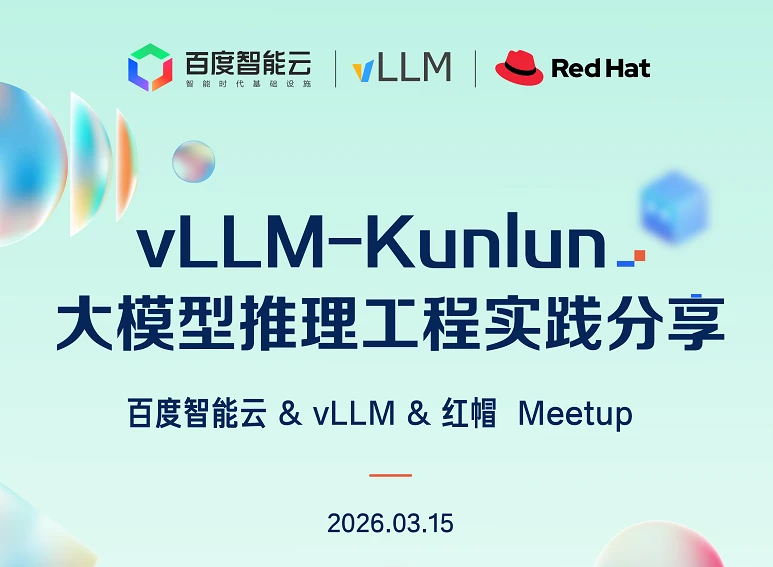 百度智能云 vLLM Red Hat
智能时代基础设施
vLLM-Kunlun
大模型推理工程实践分享
百度智能云 & vLLM & 红帽 Meetup
2026.03.15